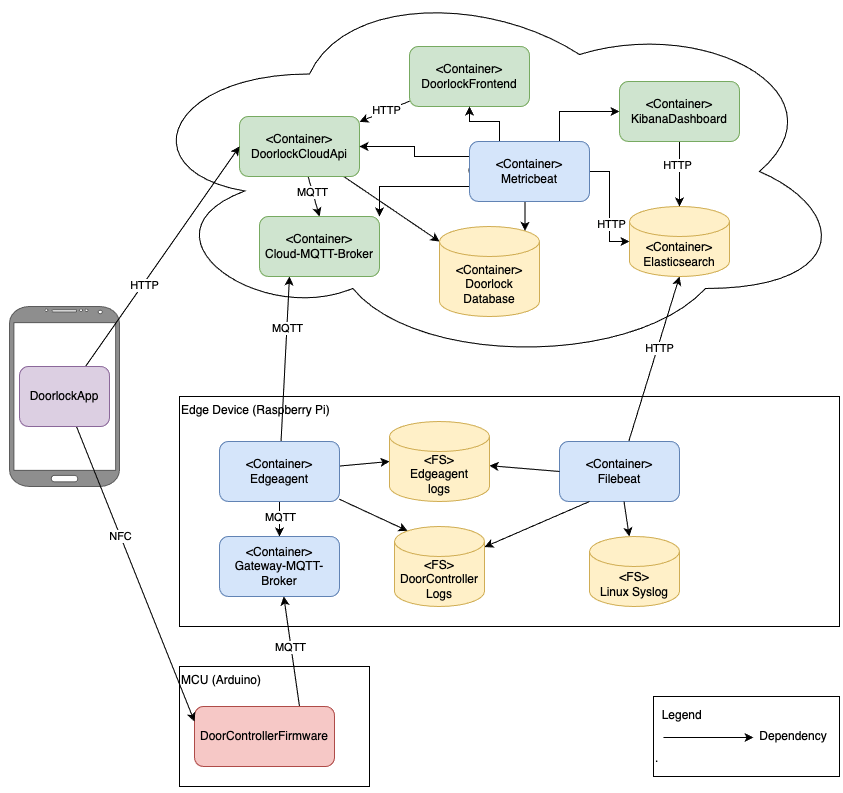 <Container>
DoorlockFrontend
HTTP
<Container>
KibanaDashboard
<Container>
DoorlockCloudApi
<Container>
Metricbeat
HTTP
MQTT
HTTP
<Container>
Cloud-MQTT-Broker
<Container>
Doorlock
Database
<Container>
Elasticsearch
HTTP
MQTT
HTTP
DoorlockApp
Edge Device (Raspberry Pi)
<Container>
Edgeagent
<FS>
Edgeagent
logs
<Container>
Filebeat
MQTT
NFC
<Container>
Gateway-MQTT-
Broker
<FS>
DoorController
Logs
<FS>
Linux Syslog
MQTT
MCU (Arduino)
DoorControllerFirmware
Legend
Dependency
.